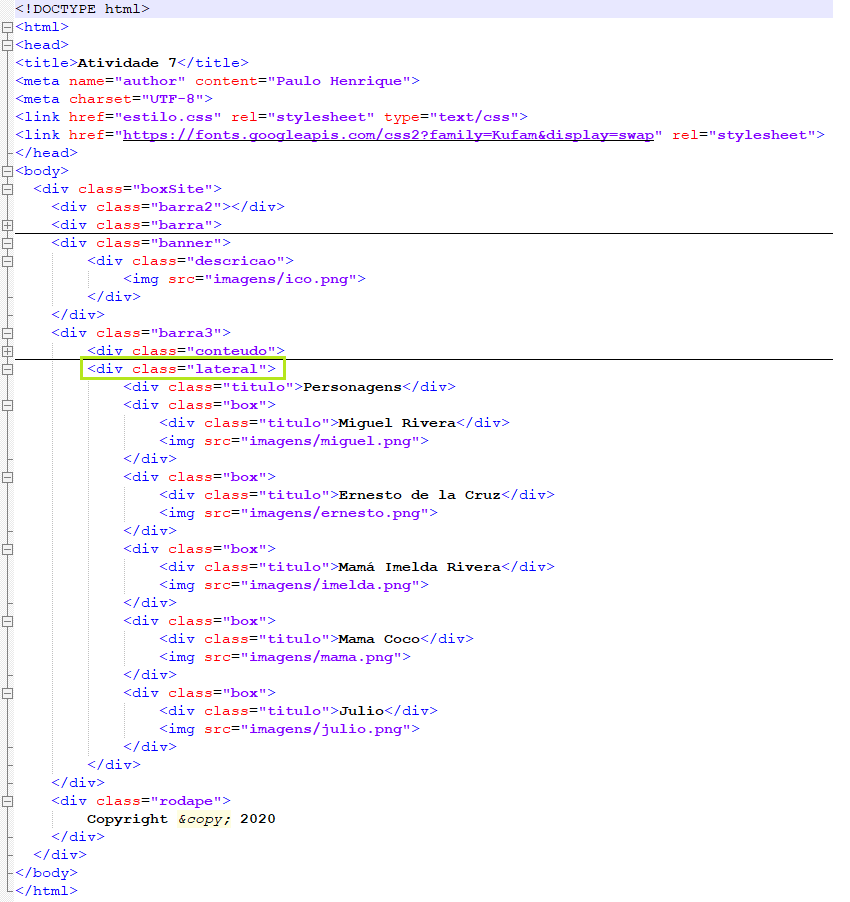 <!DOCTYPE html>
<html>
<head>
<title>Atividade 7</title>
<meta name="author" content="Paulo Henrique">
<meta charset="UTF-8">
<link href="estilo.css" rel="stylesheet" type="text/css">
<link href="https://fonts.googleapis.com/css2?family=Kufam&display=swap" rel="stylesheet">
</head>
<body>
<div class="boxSite">
<div class="barra2"></div>
<div class="barra">
<div class="banner">
<div class="descricao">
<img src="imagens/ico.png">
</div>
</div>
<div class="barra3">
<div class="conteudo">
<div class="lateral">
<div class="titulo">Personagens</div>
<div class="box">
<div class="titulo">Miguel Rivera</div>
<img src="imagens/miguel.png">
</div>
<div class="box">
<div class="titulo">Ernesto de la Cruz</div>
<img src="imagens/ernesto.png">
</div>
<div class="box">
<div class="titulo">Mamá Imelda Rivera</div>
<img src="imagens/imelda.png">
</div>
<div class="box">
<div class="titulo">Mama Coco</div>
<img src="imagens/mama.png">
</div>
<div class="box">
<div class="titulo">Julio</div>
<img src="imagens/julio.png">
</div>
</div>
</div>
<div class="rodape">
Copyright &copy; 2020
</div>
</div>
</body>
</html>